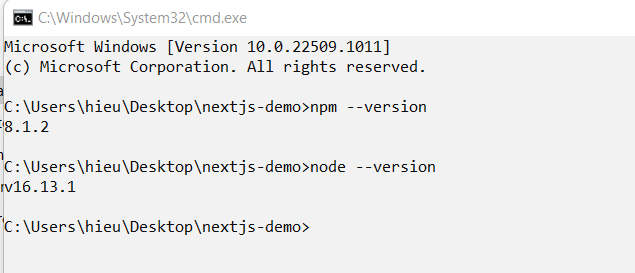 C:\Windows\System32\cmd.exe
Microsoft Windows [Version 10.0.22509.1011]
(c) Microsoft Corporation. All rights reserved.
C:\Users\hieu\Desktop\nextjs-demo>npm --version
8.1.2
C:\Users\hieu\Desktop\nextjs-demo>node --version
v16.13.1
C:\Users\hieu\Desktop\nextjs-demo>